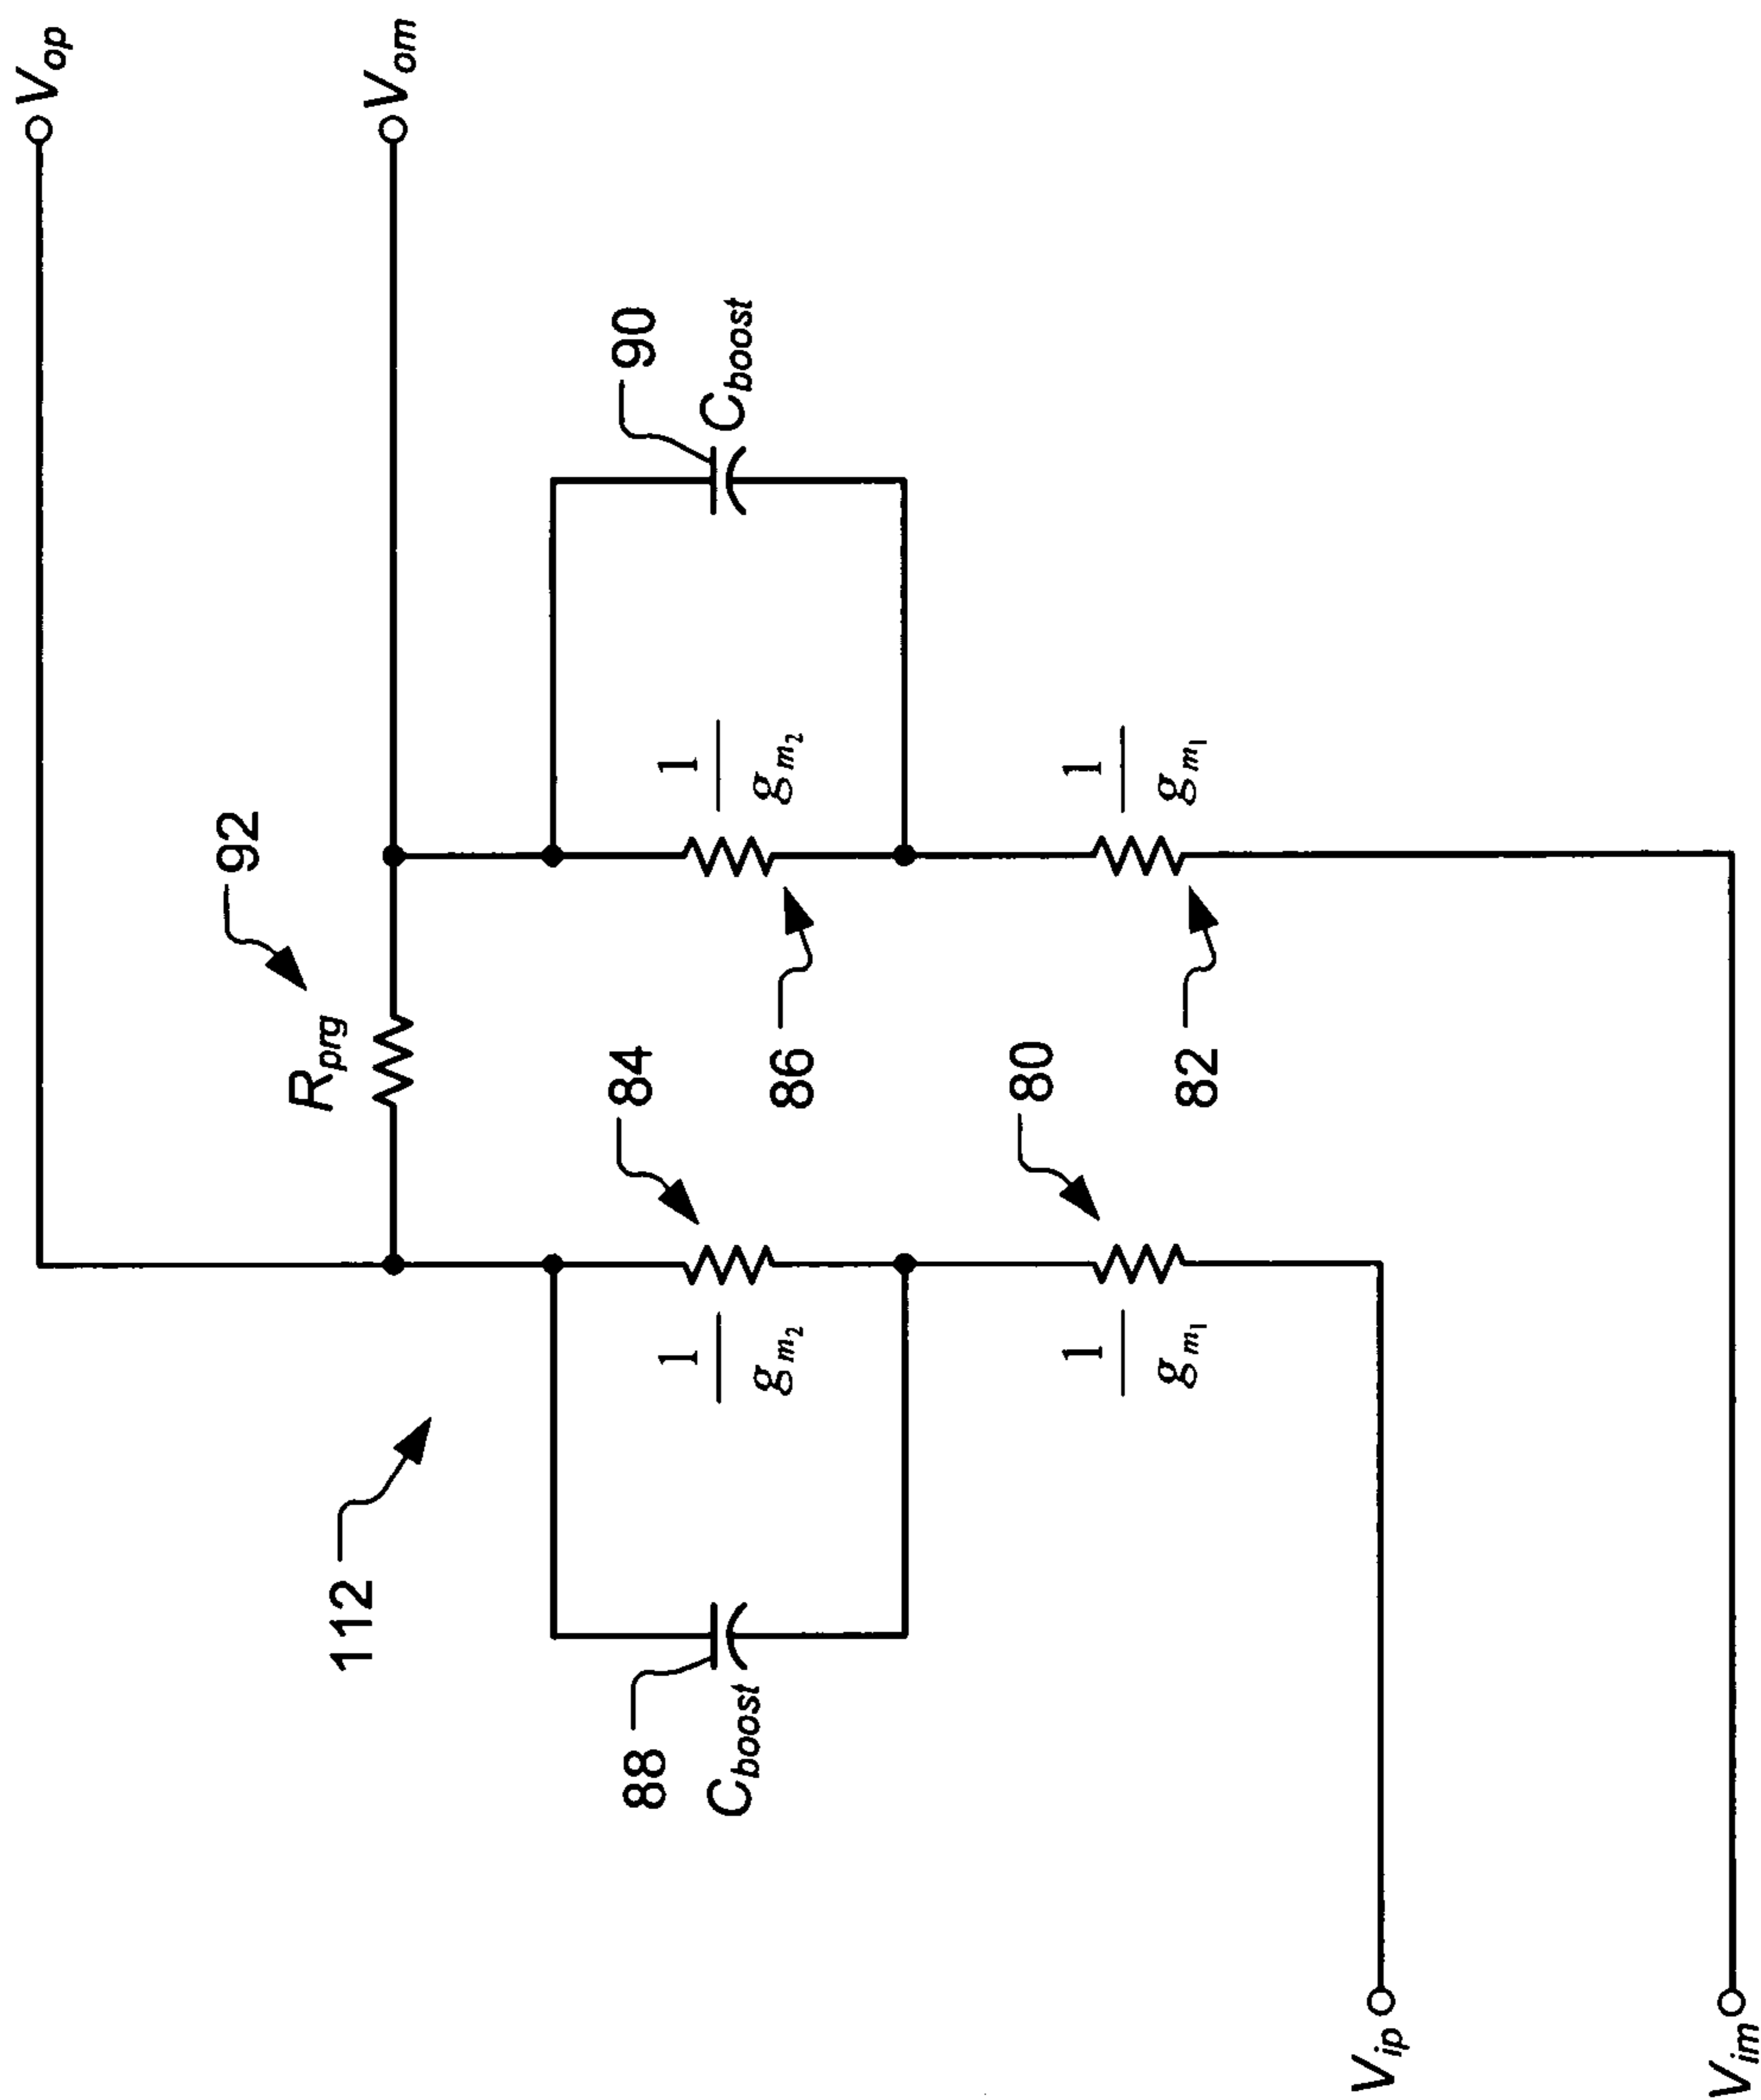 V_op
V_om
92
R_prg
90
C_boost
84
1/g_m2
86
1/g_m2
112
88
C_boost
80
1/g_m1
82
1/g_m1
V_ip
V_im